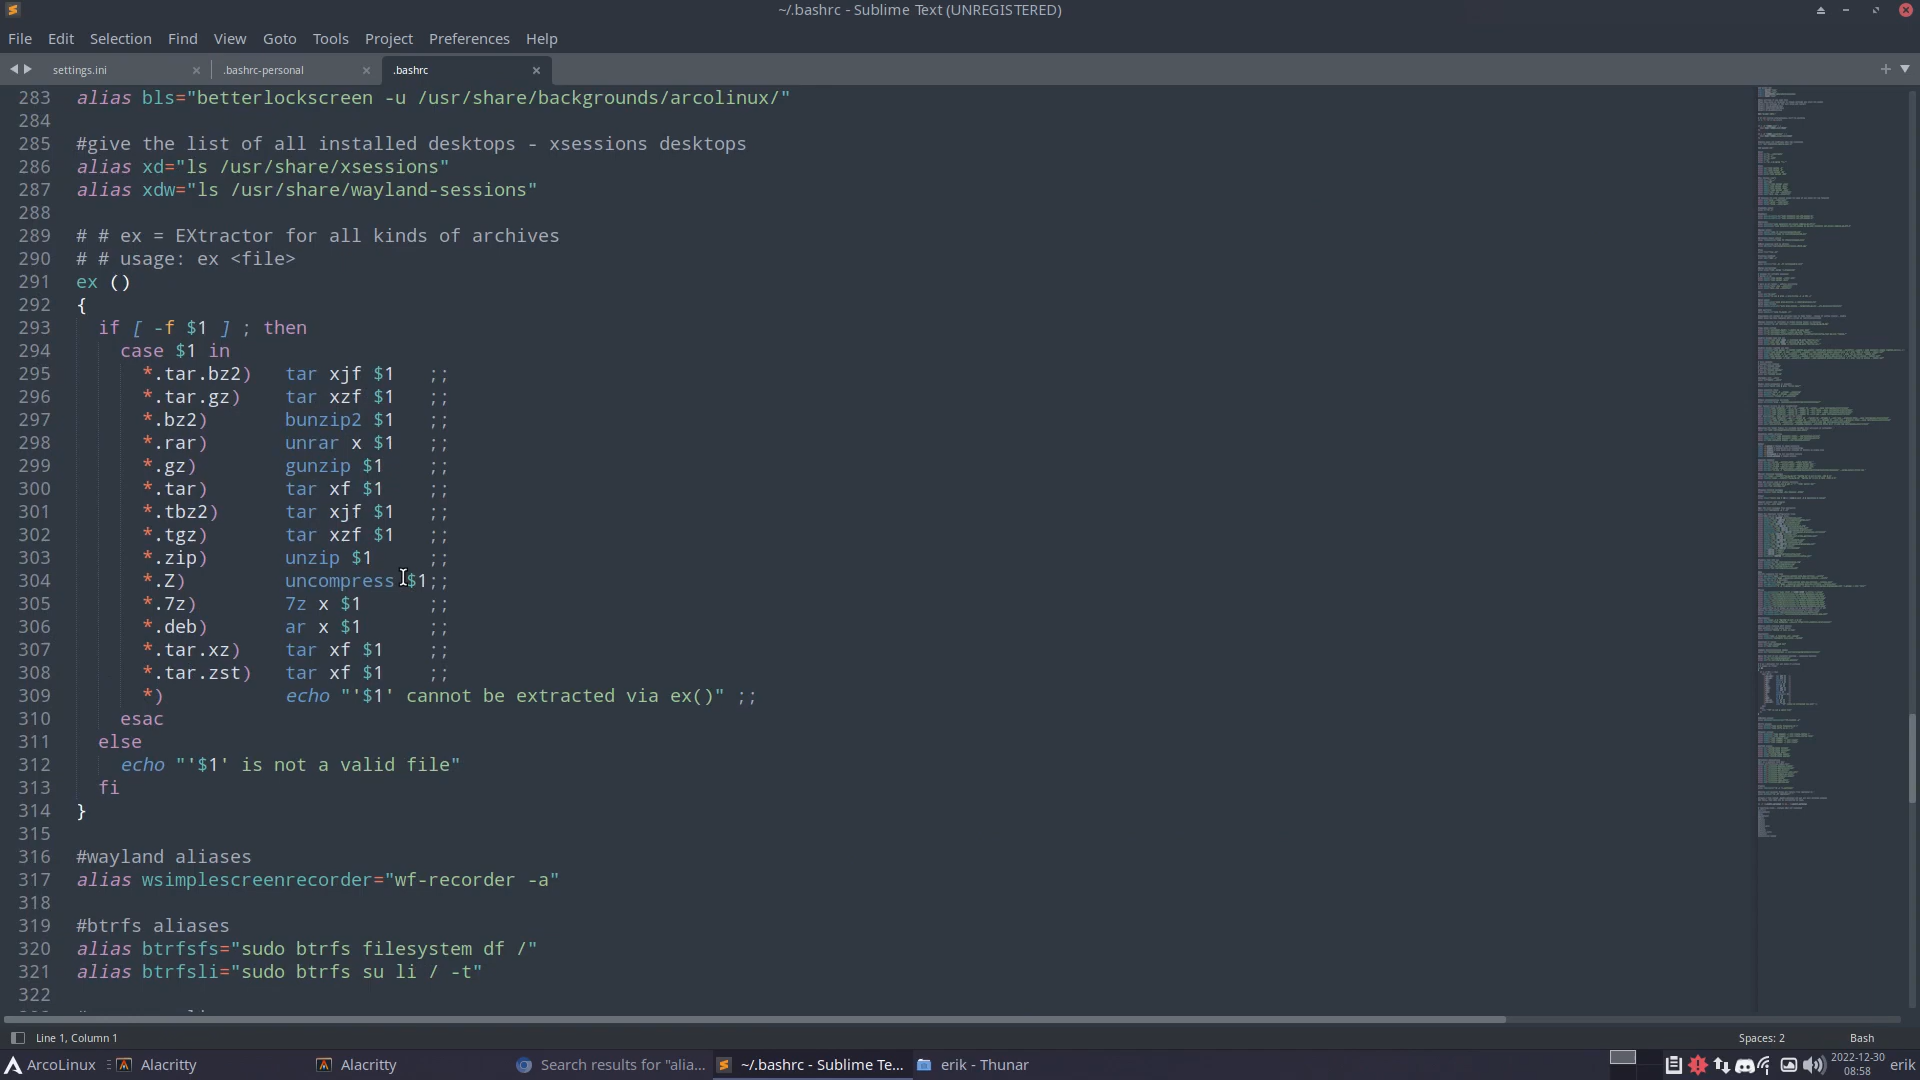 ~/.bashrc - Sublime Text (UNREGISTERED)
File Edit Selection Find View Goto Tools Project Preferences Help
settings.ini .bashrc-personal .bashrc
283 alias bls="betterlockscreen -u /usr/share/backgrounds/arcolinux/"
284
285 #give the list of all installed desktops - xsessions desktops
286 alias xd="ls /usr/share/xsessions"
287 alias xdw="ls /usr/share/wayland-sessions"
288
289 # # ex = EXtractor for all kinds of archives
290 # # usage: ex <file>
291 ex ()
292 {
293   if [ -f $1 ] ; then
294     case $1 in
295       *.tar.bz2)   tar xjf $1   ;;
296       *.tar.gz)    tar xzf $1   ;;
297       *.bz2)       bunzip2 $1   ;;
298       *.rar)       unrar x $1   ;;
299       *.gz)        gunzip $1    ;;
300       *.tar)       tar xf $1    ;;
301       *.tbz2)      tar xjf $1   ;;
302       *.tgz)       tar xzf $1   ;;
303       *.zip)       unzip $1     ;;
304       *.Z)         uncompress $1;;
305       *.7z)        7z x $1      ;;
306       *.deb)       ar x $1      ;;
307       *.tar.xz)    tar xf $1    ;;
308       *.tar.zst)   tar xf $1    ;;
309       *)           echo "'$1' cannot be extracted via ex()" ;;
310     esac
311   else
312     echo "'$1' is not a valid file"
313   fi
314 }
315
316 #wayland aliases
317 alias wsimplescreenrecorder="wf-recorder -a"
318
319 #btrfs aliases
320 alias btrfsfs="sudo btrfs filesystem df /"
321 alias btrfsli="sudo btrfs su li / -t"
322
Line 1, Column 1 Spaces: 2 Bash
ArcoLinux Alacritty Alacritty Search results for "alia... ~/.bashrc - Sublime Te... erik - Thunar 2022-12-30 erik
08:58